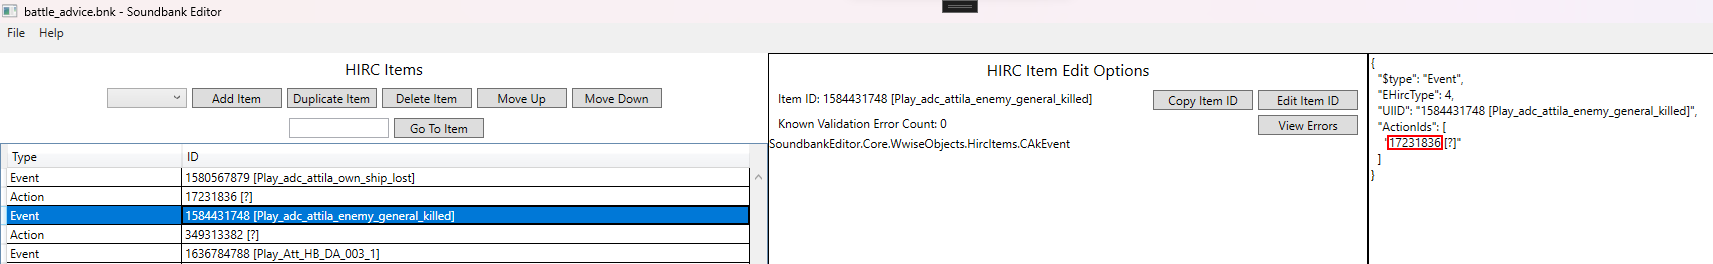 battle_advice.bnk - Soundbank Editor
File Help
HIRC Items
Add Item Duplicate Item Delete Item Move Up Move Down
Go To Item
Type ID
Event 1580567879 [Play_adc_attila_own_ship_lost]
Action 17231836 [?]
Event 1584431748 [Play_adc_attila_enemy_general_killed]
Action 349313382 [?]
Event 1636784788 [Play_Att_HB_DA_003_1]
HIRC Item Edit Options
Item ID: 1584431748 [Play_adc_attila_enemy_general_killed] Copy Item ID Edit Item ID
Known Validation Error Count: 0 View Errors
SoundbankEditor.Core.WwiseObjects.HircItems.CAkEvent
{
"$type": "Event",
"EHircType": 4,
"UlID": "1584431748 [Play_adc_attila_enemy_general_killed]",
"ActionIds": [
"17231836 [?]"
]
}